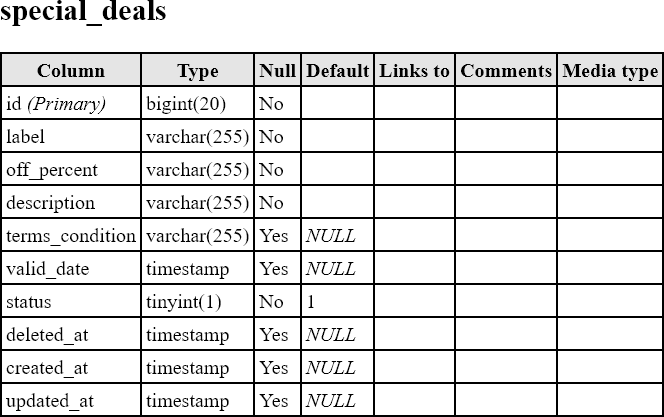 special_deals
Column Type Null Default Links to Comments Media type
id (Primary) bigint(20) No
label varchar(255) No
off_percent varchar(255) No
description varchar(255) No
terms_condition varchar(255) Yes NULL
valid_date timestamp Yes NULL
status tinyint(1) No 1
deleted_at timestamp Yes NULL
created_at timestamp Yes NULL
updated_at timestamp Yes NULL